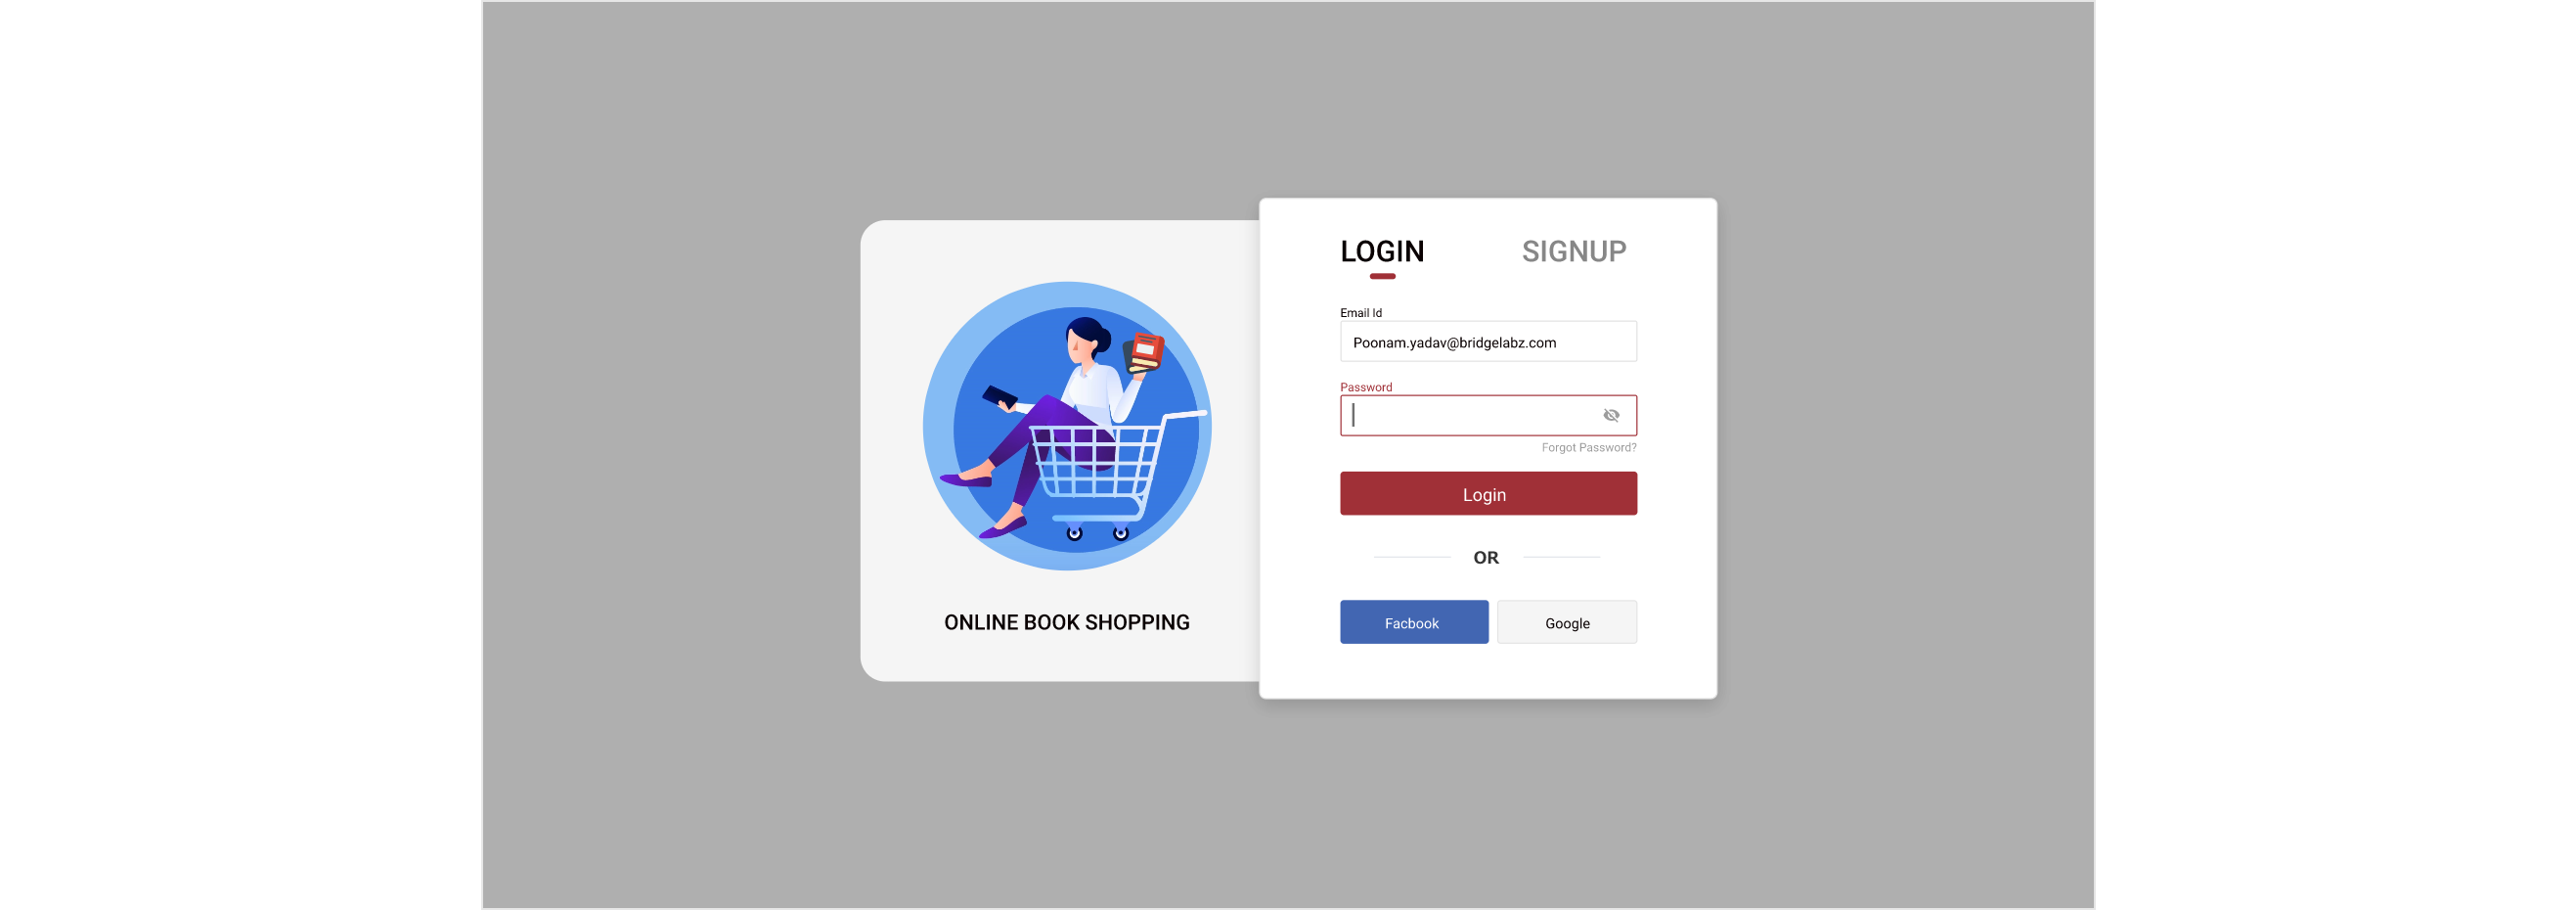 LOGIN SIGNUP
Email Id
Poonam.yadav@bridgelabz.com
Password
Forgot Password?
Login
OR
Facbook Google
ONLINE BOOK SHOPPING